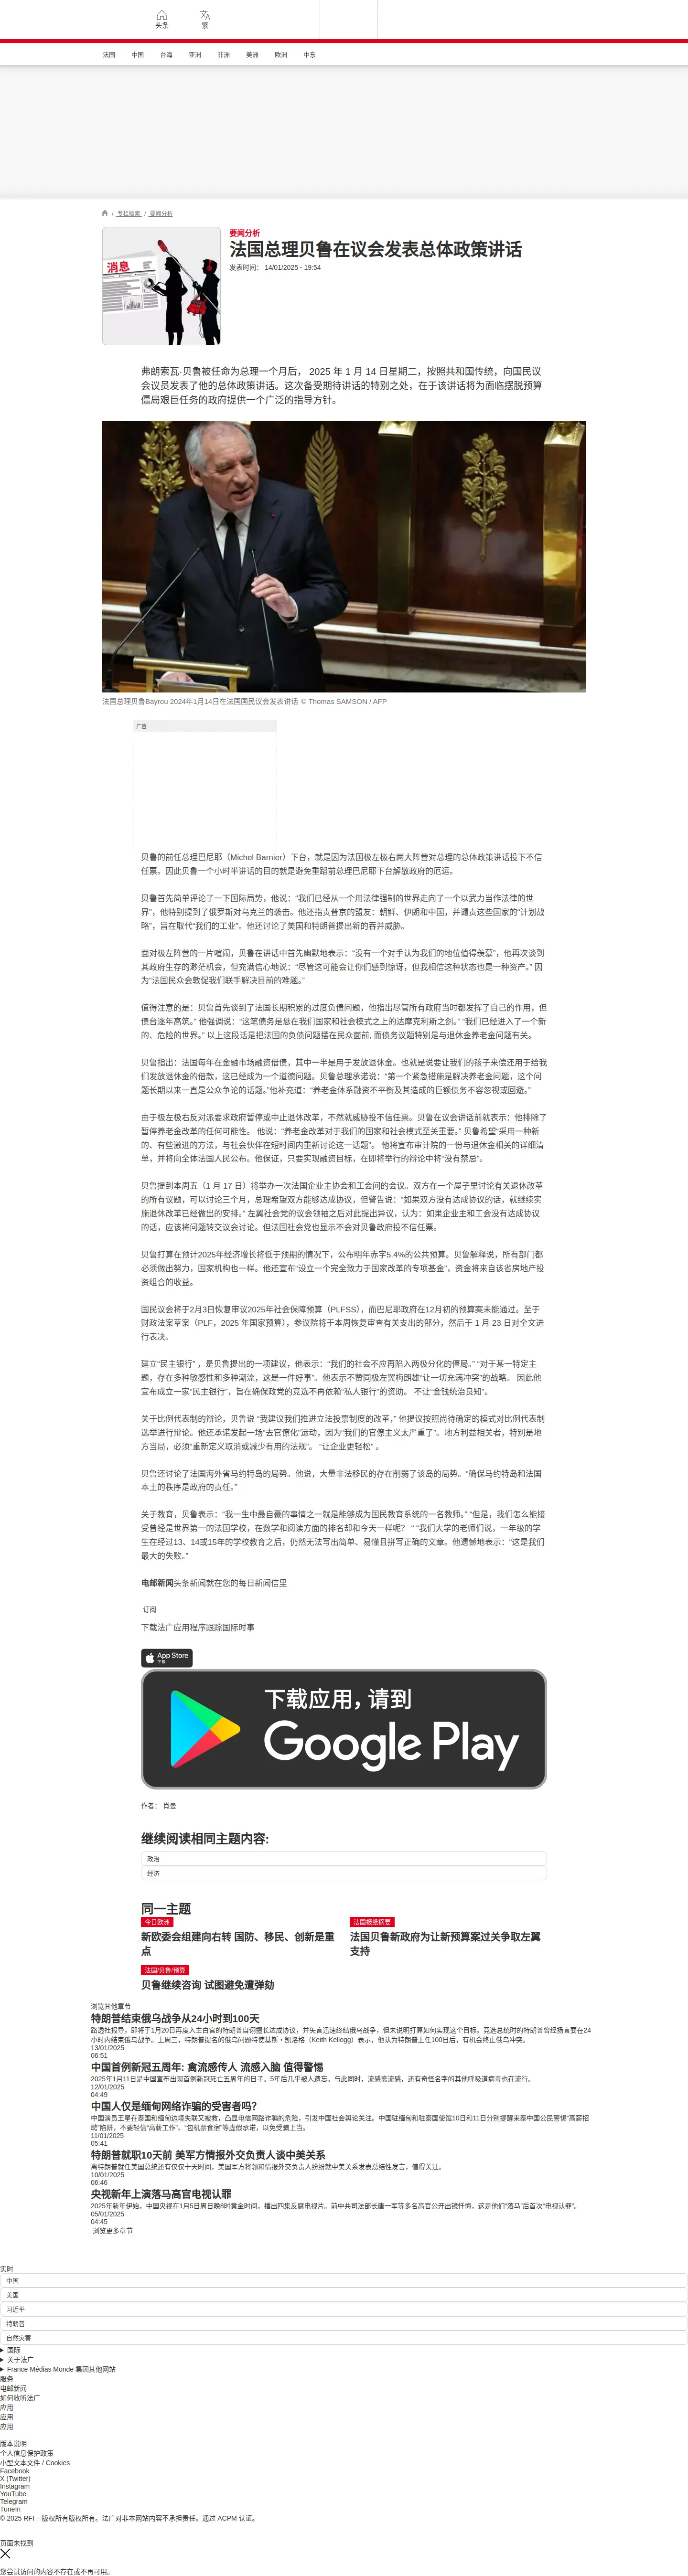 头条
繁
法国 中国 台海 亚洲 非洲 美洲 欧洲 中东
/ 专栏检索 / 要闻分析
要闻分析
法国总理贝鲁在议会发表总体政策讲话
发表时间： 14/01/2025 - 19:54
消息
弗朗索瓦·贝鲁被任命为总理一个月后， 2025 年 1 月 14 日星期二，按照共和国传统，向国民议
会议员发表了他的总体政策讲话。这次备受期待讲话的特别之处，在于该讲话将为面临摆脱预算
僵局艰巨任务的政府提供一个广泛的指导方针。
法国总理贝鲁Bayrou 2024年1月14日在法国国民议会发表讲话 © Thomas SAMSON / AFP
广告
贝鲁的前任总理巴尼耶（Michel Barnier）下台，就是因为法国极左极右两大阵营对总理的总体政策讲话投下不信
任票。因此贝鲁一个小时半讲话的目的就是避免重蹈前总理巴尼耶下台解散政府的厄运。
贝鲁首先简单评论了一下国际局势，他说：“我们已经从一个用法律强制的世界走向了一个以武力当作法律的世
界”，他特别提到了俄罗斯对乌克兰的袭击。他还指责普京的盟友：朝鲜、伊朗和中国，并谴责这些国家的“计划战
略”，旨在取代“我们的工业”。他还讨论了美国和特朗普提出新的吞并威胁。
面对极左阵营的一片喧闹，贝鲁在讲话中首先幽默地表示：“没有一个对手认为我们的地位值得羡慕”，他再次谈到
其政府生存的渺茫机会，但充满信心地说：“尽管这可能会让你们感到惊讶，但我相信这种状态也是一种资产。” 因
为“法国民众会敦促我们联手解决目前的难题。”
值得注意的是：贝鲁首先谈到了法国长期积累的过度负债问题，他指出尽管所有政府当时都发挥了自己的作用，但
债台逐年高筑。” 他强调说：“这笔债务是悬在我们国家和社会模式之上的达摩克利斯之剑。” “我们已经进入了一个新
的、危险的世界。” 以上这段话是把法国的负债问题摆在民众面前, 而债务议题特别是与退休金养老金问题有关。
贝鲁指出：法国每年在金融市场融资借债，其中一半是用于发放退休金。也就是说要让我们的孩子来偿还用于给我
们发放退休金的借款，这已经成为一个道德问题。贝鲁总理承诺说：“第一个紧急措施是解决养老金问题，这个问
题长期以来一直是公众争论的话题。”他补充道：“养老金体系融资不平衡及其造成的巨额债务不容忽视或回避。”
由于极左极右反对派要求政府暂停或中止退休改革，不然就威胁投不信任票。贝鲁在议会讲话前就表示：他排除了
暂停养老金改革的任何可能性。 他说：“养老金改革对于我们的国家和社会模式至关重要。” 贝鲁希望“采用一种新
的、有些激进的方法，与社会伙伴在短时间内重新讨论这一话题”。 他将宣布审计院的一份与退休金相关的详细清
单，并将向全体法国人民公布。他保证，只要实现融资目标，在即将举行的辩论中将“没有禁忌”。
贝鲁提到本周五（1 月 17 日）将举办一次法国企业主协会和工会间的会议。双方在一个屋子里讨论有关退休改革
的所有议题，可以讨论三个月，总理希望双方能够达成协议，但警告说：“如果双方没有达成协议的话，就继续实
施退休改革已经做出的安排。” 左翼社会党的议会领袖之后对此提出异议，认为：如果企业主和工会没有达成协议
的话，应该将问题转交议会讨论。但法国社会党也显示不会对贝鲁政府投不信任票。
贝鲁打算在预计2025年经济增长将低于预期的情况下，公布明年赤字5.4%的公共预算。贝鲁解释说，所有部门都
必须做出努力，国家机构也一样。他还宣布“设立一个完全致力于国家改革的专项基金”，资金将来自该省房地产投
资组合的收益。
国民议会将于2月3日恢复审议2025年社会保障预算（PLFSS），而巴尼耶政府在12月初的预算案未能通过。至于
财政法案草案（PLF，2025 年国家预算），参议院将于本周恢复审查有关支出的部分，然后于 1 月 23 日对全文进
行表决。
建立“民主银行” ，是贝鲁提出的一项建议，他表示：“我们的社会不应再陷入两极分化的僵局。” “对于某一特定主
题，存在多种敏感性和多种潮流，这是一件好事”。他表示不赞同极左翼梅朗雄“让一切充满冲突”的战略。 因此他
宣布成立一家“民主银行”，旨在确保政党的竞选不再依赖“私人银行”的资助。 不让“金钱统治良知”。
关于比例代表制的辩论，贝鲁说 “我建议我们推进立法投票制度的改革，” 他提议按照尚待确定的模式对比例代表制
选举进行辩论。他还承诺发起一场“去官僚化”运动，因为“我们的官僚主义太严重了”。地方利益相关者，特别是地
方当局，必须“重新定义取消或减少有用的法规”。 “让企业更轻松” 。
贝鲁还讨论了法国海外省马约特岛的局势。他说，大量非法移民的存在削弱了该岛的局势。“确保马约特岛和法国
本土的秩序是政府的责任。”
关于教育，贝鲁表示：“我一生中最自豪的事情之一就是能够成为国民教育系统的一名教师。” “但是，我们怎么能接
受曾经是世界第一的法国学校，在数学和阅读方面的排名却和今天一样呢？ ” “我们大学的老师们说，一年级的学
生在经过13、14或15年的学校教育之后，仍然无法写出简单、易懂且拼写正确的文章。他遗憾地表示：“这是我们
最大的失败。”
电邮新闻头条新闻就在您的每日新闻信里
订阅
下载法广应用程序跟踪国际时事
App Store
下载
下载应用，请到
Google Play
作者： 肖曼
继续阅读相同主题内容:
政治
经济
同一主题
今日欧洲
新欧委会组建向右转 国防、移民、创新是重
点
法国报纸摘要
法国贝鲁新政府为让新预算案过关争取左翼
支持
法国/贝鲁/预算
贝鲁继续咨询 试图避免遭弹劾
浏览其他章节
特朗普结束俄乌战争从24小时到100天
路透社报导，即将于1月20日再度入主白宫的特朗普自诩擅长达成协议，并矢言迅速终结俄乌战争，但未说明打算如何实现这个目标。竞选总统时的特朗普曾经扬言要在24
小时内结束俄乌战争。上周三，特朗普提名的俄乌问题特使基斯・凯洛格（Keith Kellogg）表示，他认为特朗普上任100日后，有机会终止俄乌冲突。
13/01/2025
06:51
中国首例新冠五周年: 禽流感传人 流感入脑 值得警惕
2025年1月11日是中国宣布出现首例新冠死亡五周年的日子。5年后几乎被人遗忘。与此同时，流感禽流感，还有奇怪名字的其他呼吸道病毒也在流行。
12/01/2025
04:49
中国人仅是缅甸网络诈骗的受害者吗?
中国演员王星在泰国和缅甸边境失联又被救，凸显电信网路诈骗的危险，引发中国社会舆论关注。中国驻缅甸和驻泰国使馆10日和11日分别提醒来泰中国公民警惕“高薪招
聘”陷阱，不要轻信“高薪工作”、“包机票食宿”等虚假承诺，以免受骗上当。
11/01/2025
05:41
特朗普就职10天前 美军方情报外交负责人谈中美关系
离特朗普就任美国总统还有仅仅十天时间，美国军方将领和情报外交负责人纷纷就中美关系发表总结性发言，值得关注。
10/01/2025
06:46
央视新年上演落马高官电视认罪
2025年新年伊始，中国央视在1月5日周日晚8时黄金时间，播出四集反腐电视片。前中共司法部长唐一军等多名高官公开出镜忏悔，这是他们“落马”后首次“电视认罪”。
05/01/2025
04:45
浏览更多章节
实时
中国
美国
习近平
特朗普
自然灾害
国际
关于法广
France Médias Monde 集团其他网站
服务
电邮新闻
如何收听法广
应用
应用
应用
版本说明
个人信息保护政策
小型文本文件 / Cookies
Facebook
X (Twitter)
Instagram
YouTube
Telegram
TuneIn
© 2025 RFI – 版权所有版权所有。法广对非本网站内容不承担责任。通过 ACPM 认证。
页面未找到
您尝试访问的内容不存在或不再可用。